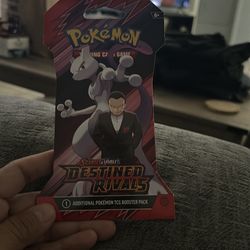 POKÉMON
TRADING CARD GAME
DESTINED RIVALS
1 ADDITIONAL POKÉMON TCG BOOSTER PACK